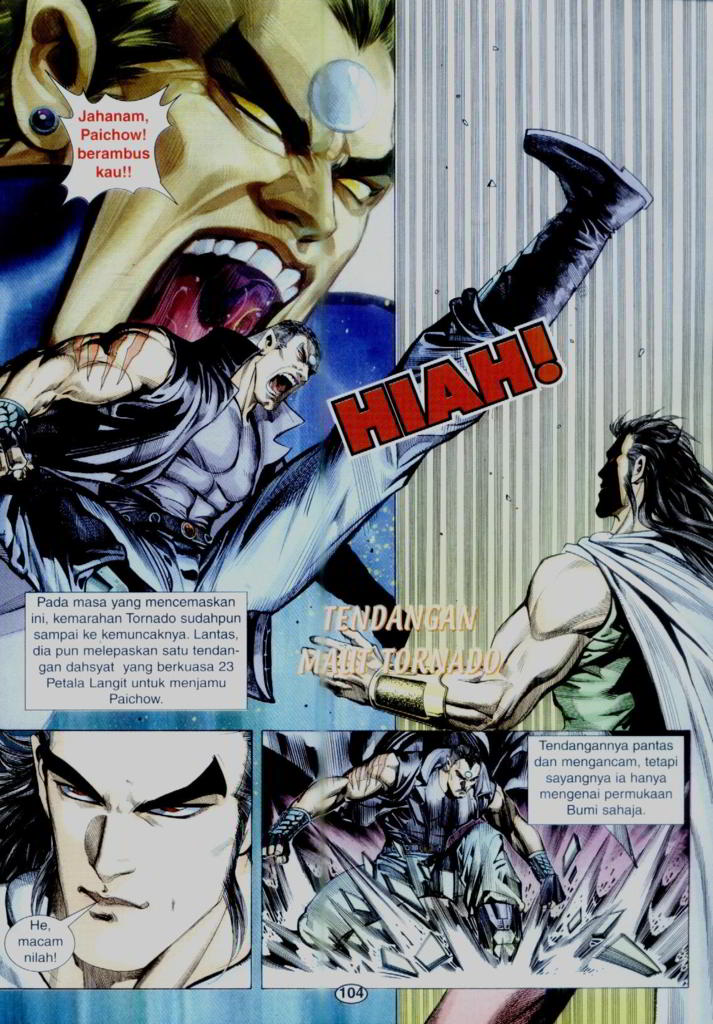 Jahanam,
Paichow!
berambus
kau!!
HIAH!
Pada masa yang mencemaskan
ini, kemarahan Tornado sudahpun
sampai ke kemuncaknya. Lantas,
dia pun melepaskan satu tendan-
gan dahsyat yang berkuasa 23
Petala Langit untuk menjamu
Paichow.
TENDANGAN
MAUT TORNADO
He,
macam
nilah!
Tendangannya pantas
dan mengancam, tetapi
sayangnya ia hanya
mengenai permukaan
Bumi sahaja.
104